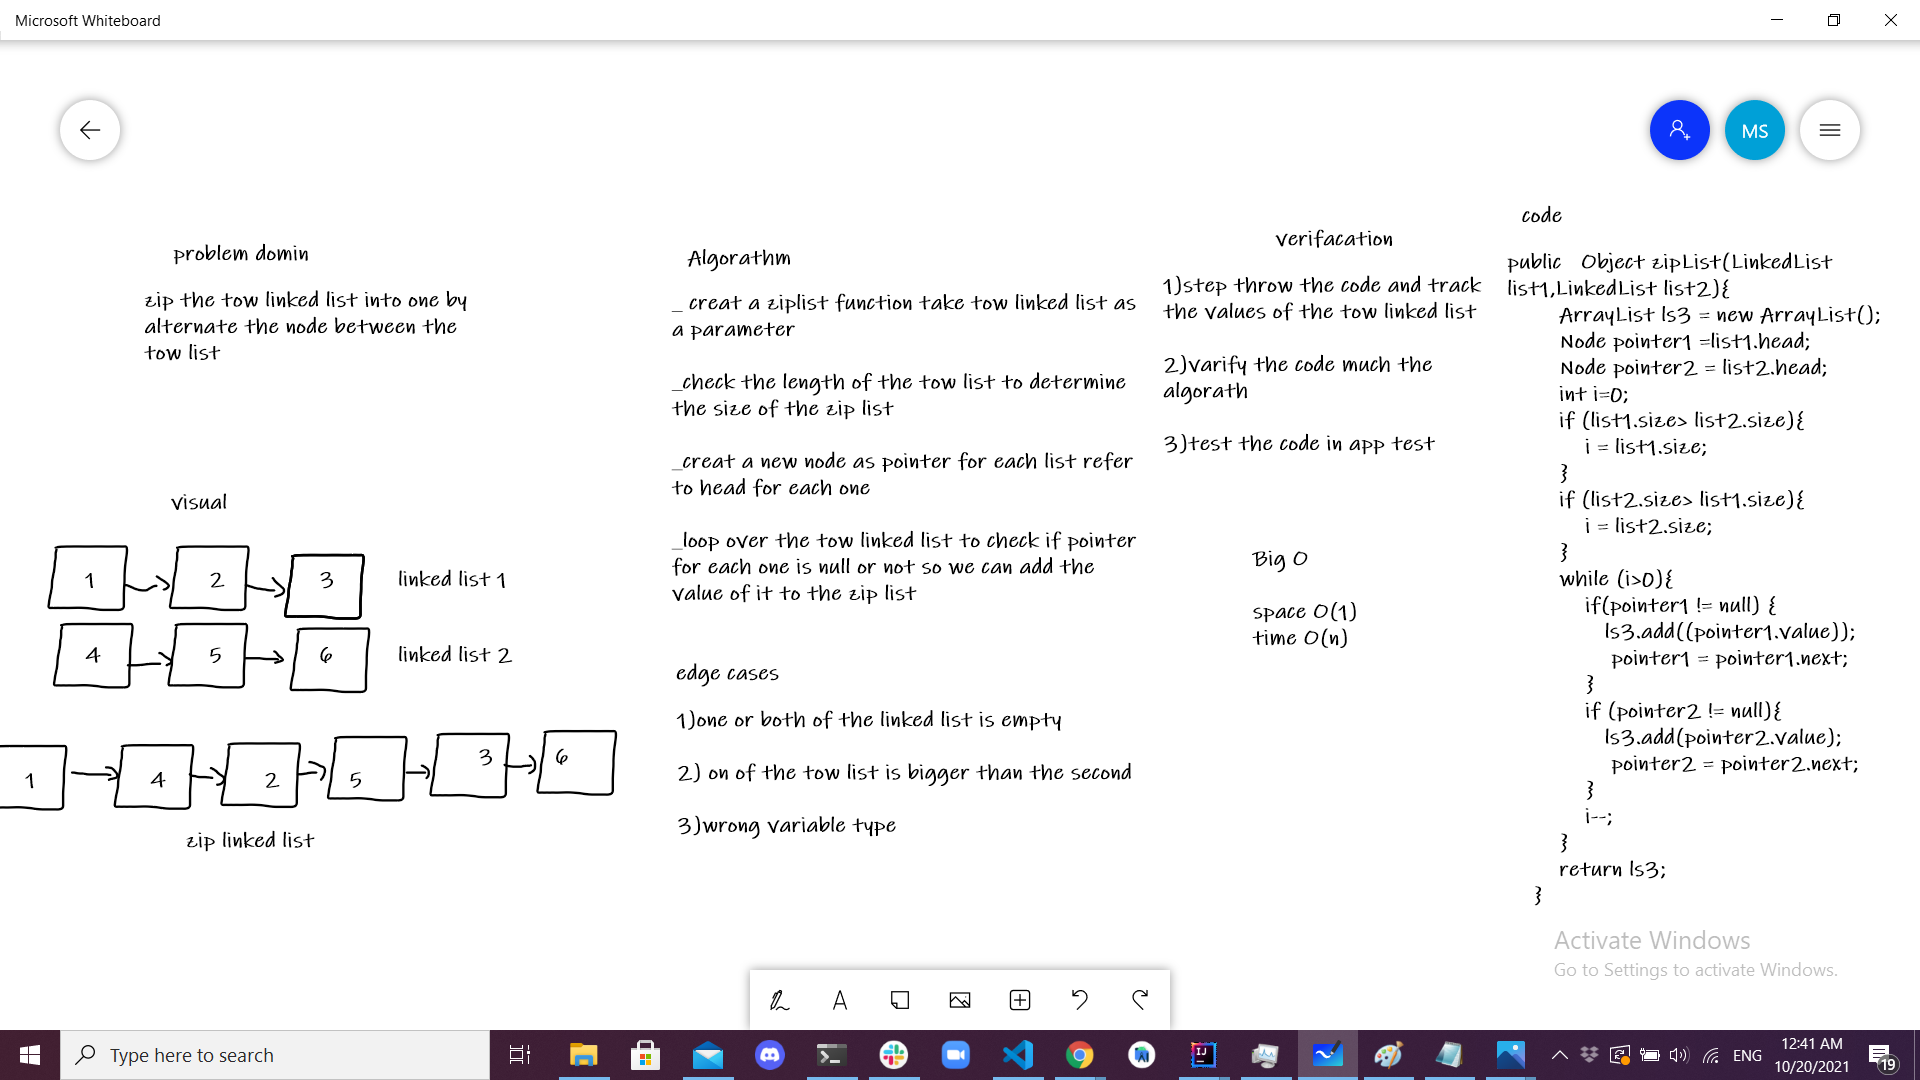 Microsoft Whiteboard
MS
problem domin
zip the tow linked list into one by
alternate the node between the
tow list
visual
1
2
3
linked list 1
4
5
6
linked list 2
1
4
2
5
3
6
zip linked list
Algorathm
_ creat a ziplist function take tow linked list as
a parameter
_check the length of the tow list to determine
the size of the zip list
_creat a new node as pointer for each list refer
to head for each one
_loop over the tow linked list to check if pointer
for each one is null or not so we can add the
value of it to the zip list
edge cases
1)one or both of the linked list is empty
2) on of the tow list is bigger than the second
3)wrong variable type
verifacation
1)step throw the code and track
the values of the tow linked list
2)varify the code much the
algorath
3)test the code in app test
Big O
space O(1)
time O(n)
code
public Object zipList(LinkedList
list1,LinkedList list2){
ArrayList ls3 = new ArrayList();
Node pointer1 =list1.head;
Node pointer2 = list2.head;
int i=0;
if (list1.size> list2.size){
i = list1.size;
}
if (list2.size> list1.size){
i = list2.size;
}
while (i>0){
if(pointer1 != null) {
ls3.add((pointer1.value));
pointer1 = pointer1.next;
}
if (pointer2 != null){
ls3.add(pointer2.value);
pointer2 = pointer2.next;
}
i--;
}
return ls3;
}
Activate Windows
Go to Settings to activate Windows.
Type here to search
IJ
ENG
12:41 AM
10/20/2021
19